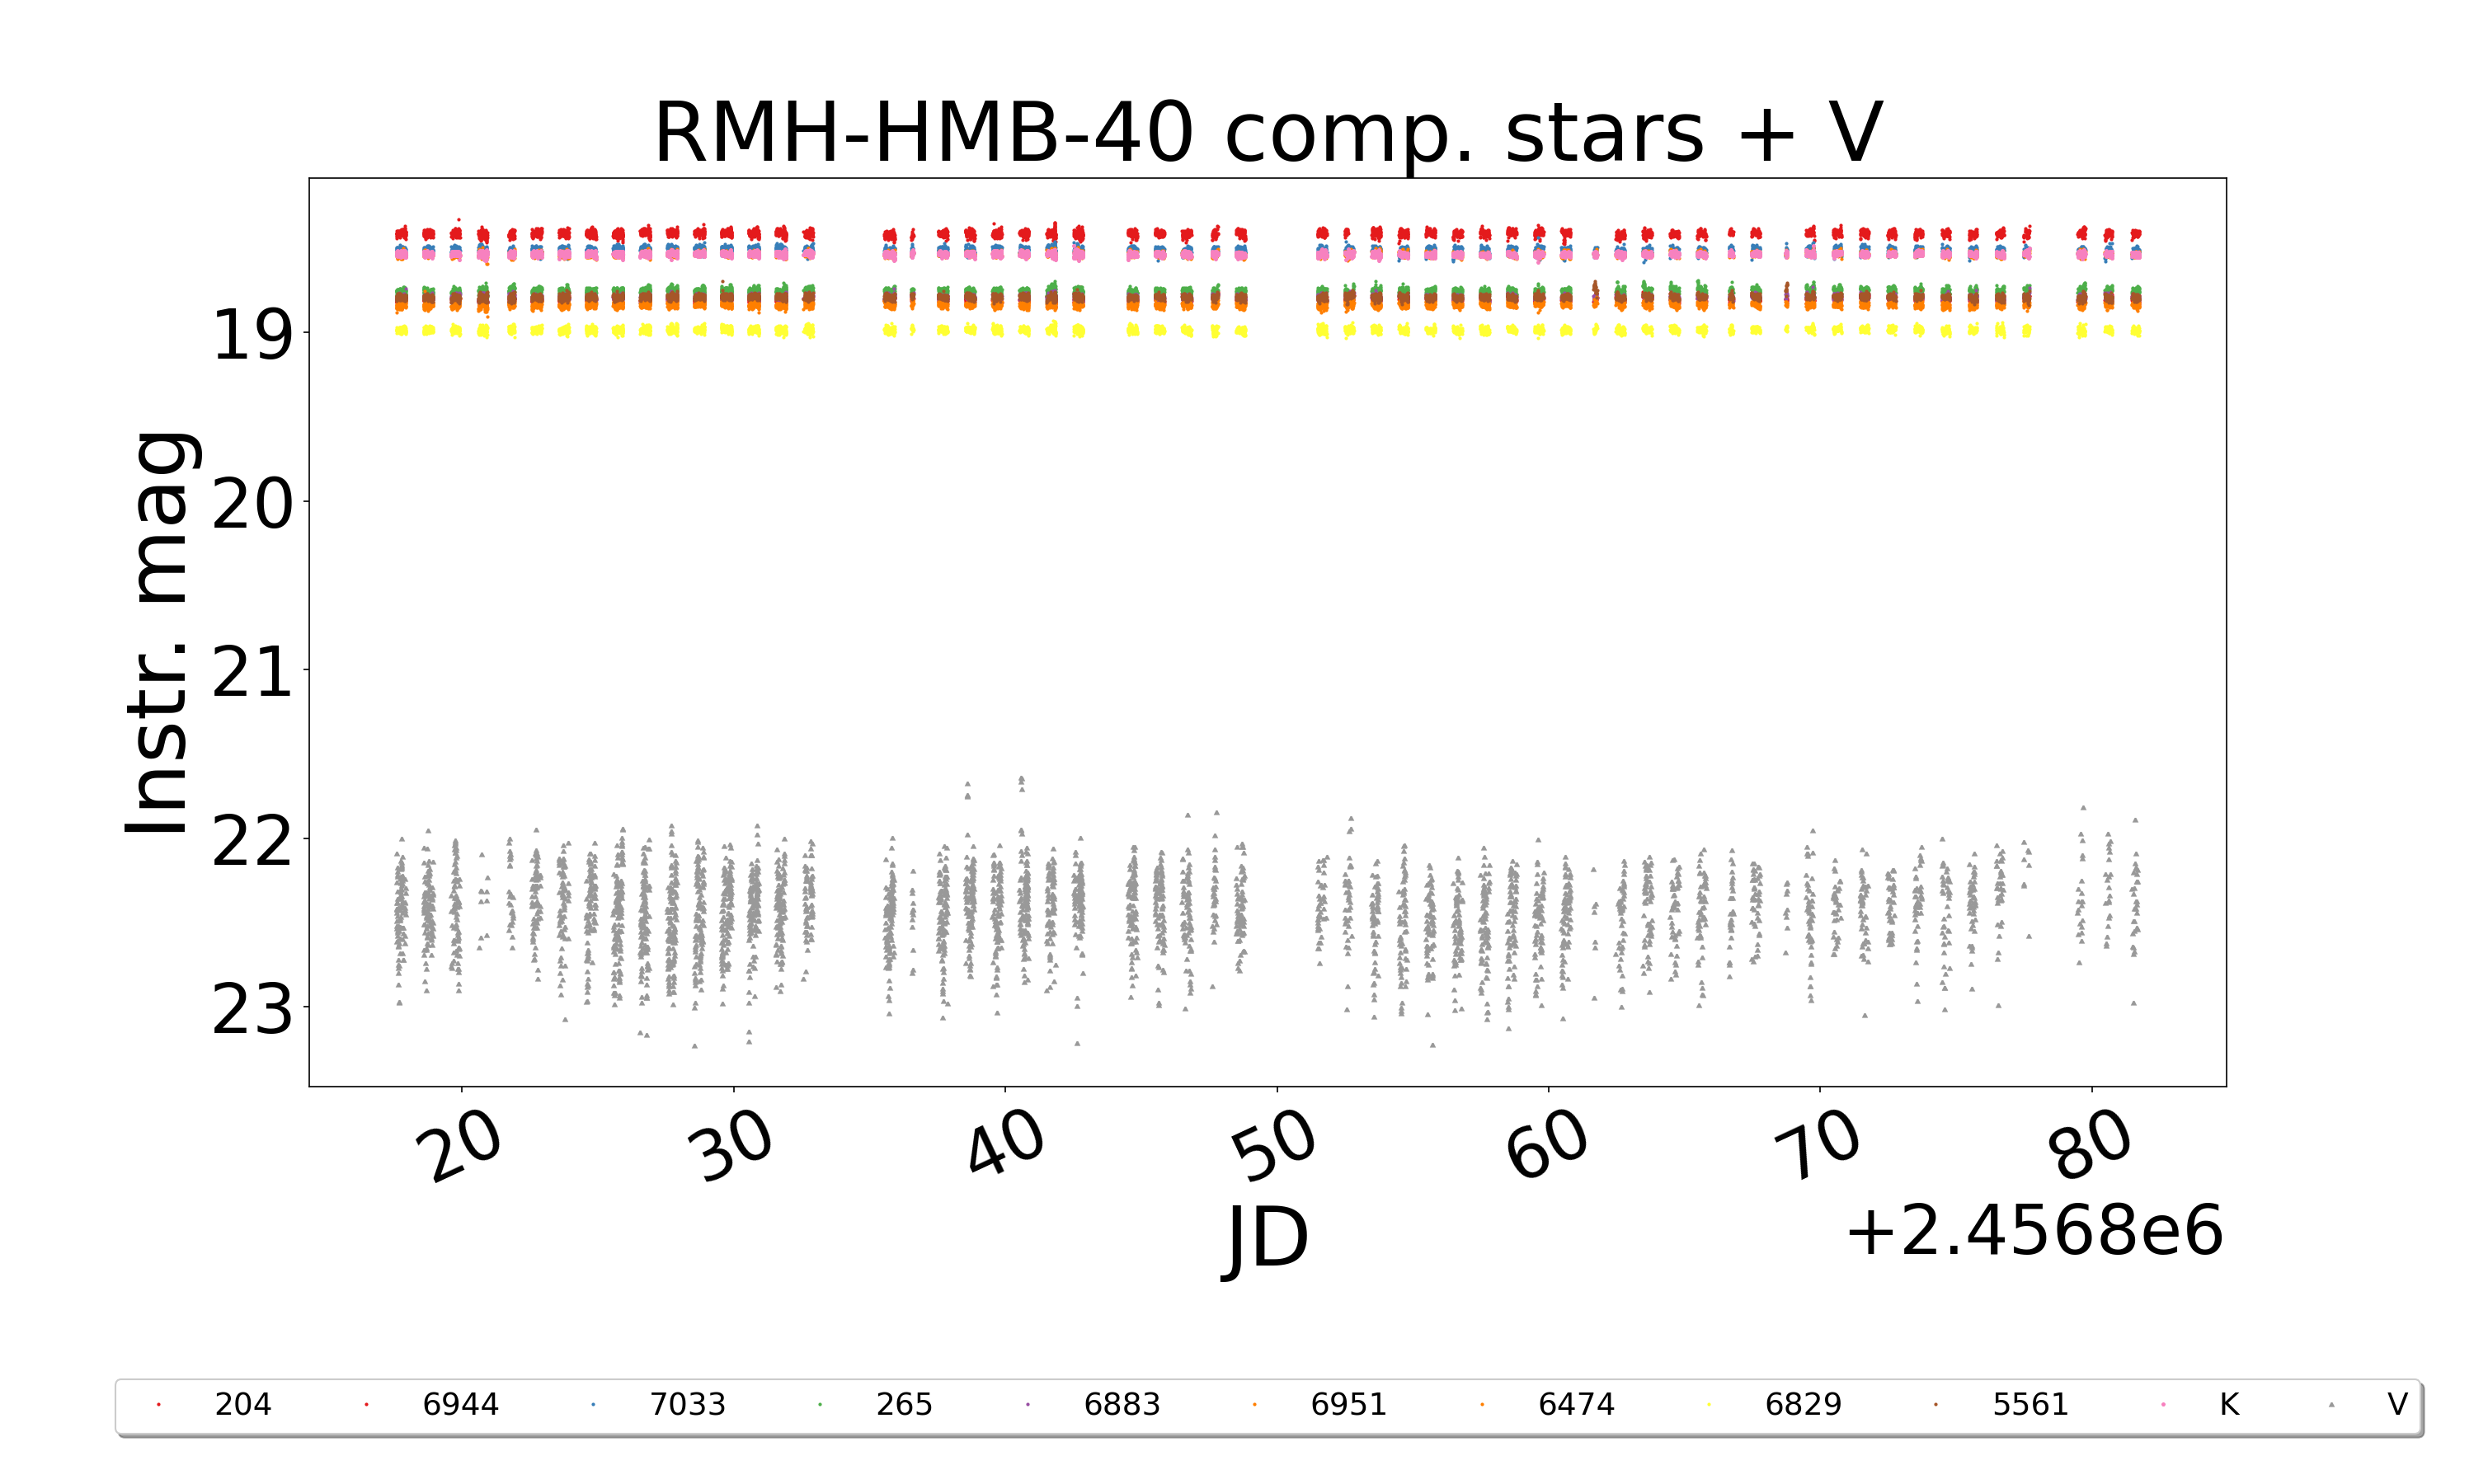 RMH-HMB-40 comp. stars + V
Instr. mag
19
20
21
22
23
20 30 40 50 60 70 80
JD
+2.4568e6
204 6944 7033 265 6883 6951 6474 6829 5561 K V